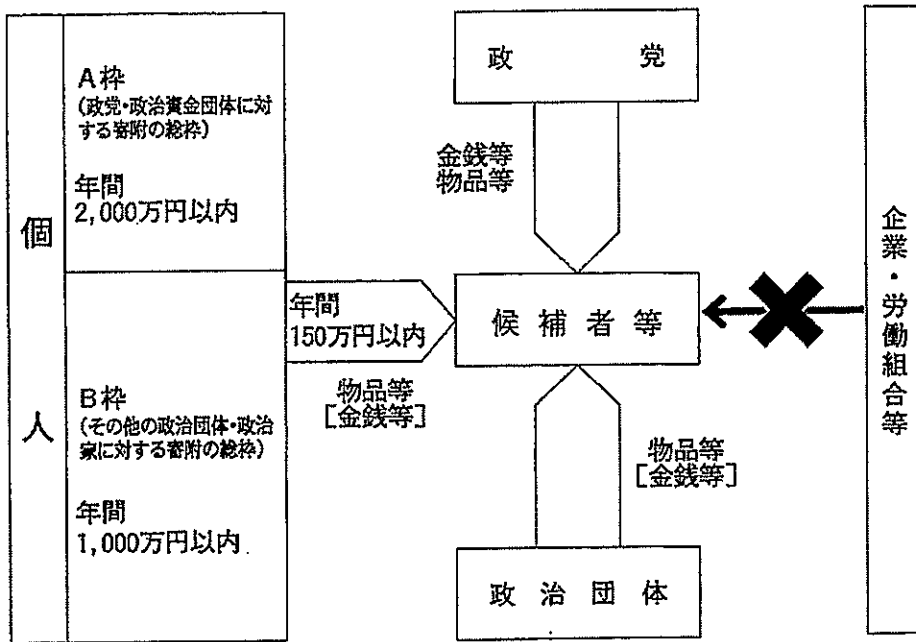 個人
A枠
(政党・政治資金団体に対
する寄附の総枠)
年間
2,000万円以内
B枠
(その他の政治団体・政治
家に対する寄附の総枠)
年間
1,000万円以内
政党
金銭等
物品等
年間
150万円以内
物品等
[金銭等]
候補者等
物品等
[金銭等]
政治団体
企業・労働組合等